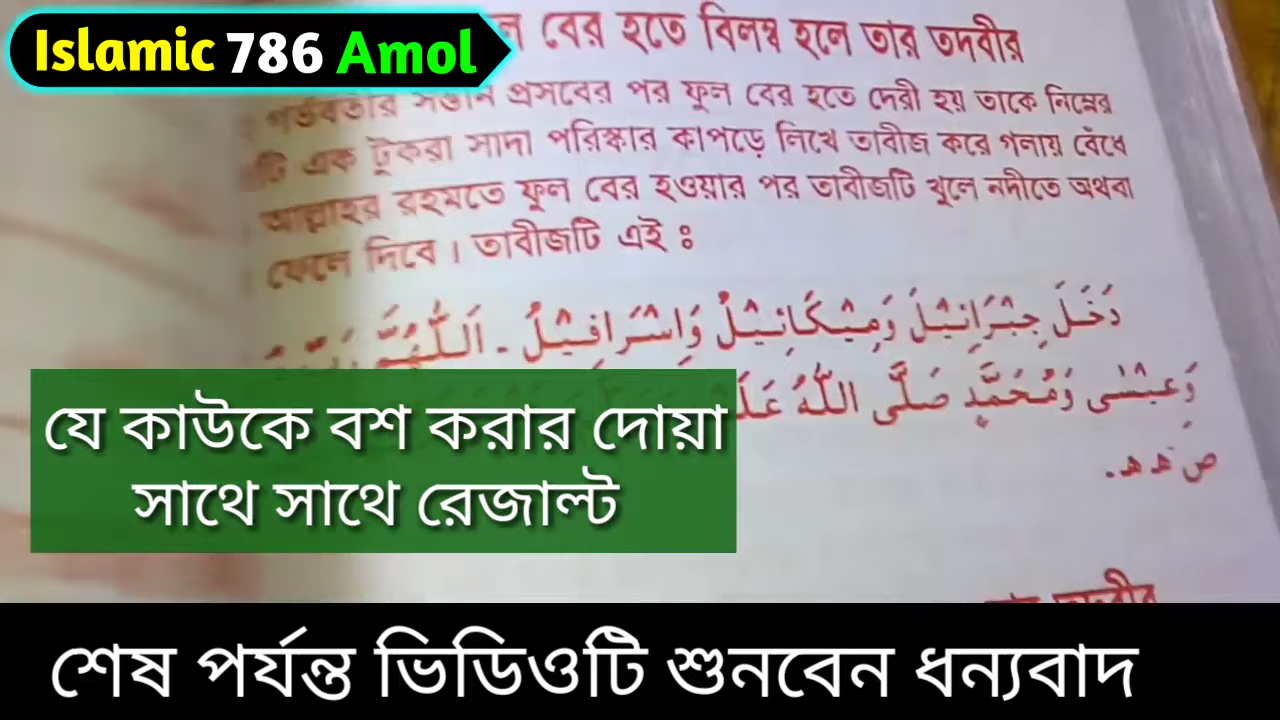 Islamic 786 Amol
বের হতে বিলম্ব হলে তার তদবীর
গর্ভবতীর সন্তান প্রসবের পর ফুল বের হতে দেরী হয় তাকে নিম্নের
এক টুকরা সাদা পরিস্কার কাপড়ে লিখে তাবীজ করে গলায় বেঁধে
আল্লাহর রহমতে ফুল বের হওয়ার পর তাবীজটি খুলে নদীতে অথবা
ফেলে দিবে। তাবীজটি এই ঃ
دَخَلَ جِبْرَائِيْلَ وَمِيْكَائِيْلُ وَاِسْرَافِيْلُ ـ اَللّٰهُمَّ
وَعِيْسٰى وَمُحَمَّدٍ صَلَّى اللّٰهُ
ص ھ ھ ـ
যে কাউকে বশ করার দোয়া
সাথে সাথে রেজাল্ট
তদবীর
শেষ পর্যন্ত ভিডিওটি শুনবেন ধন্যবাদ